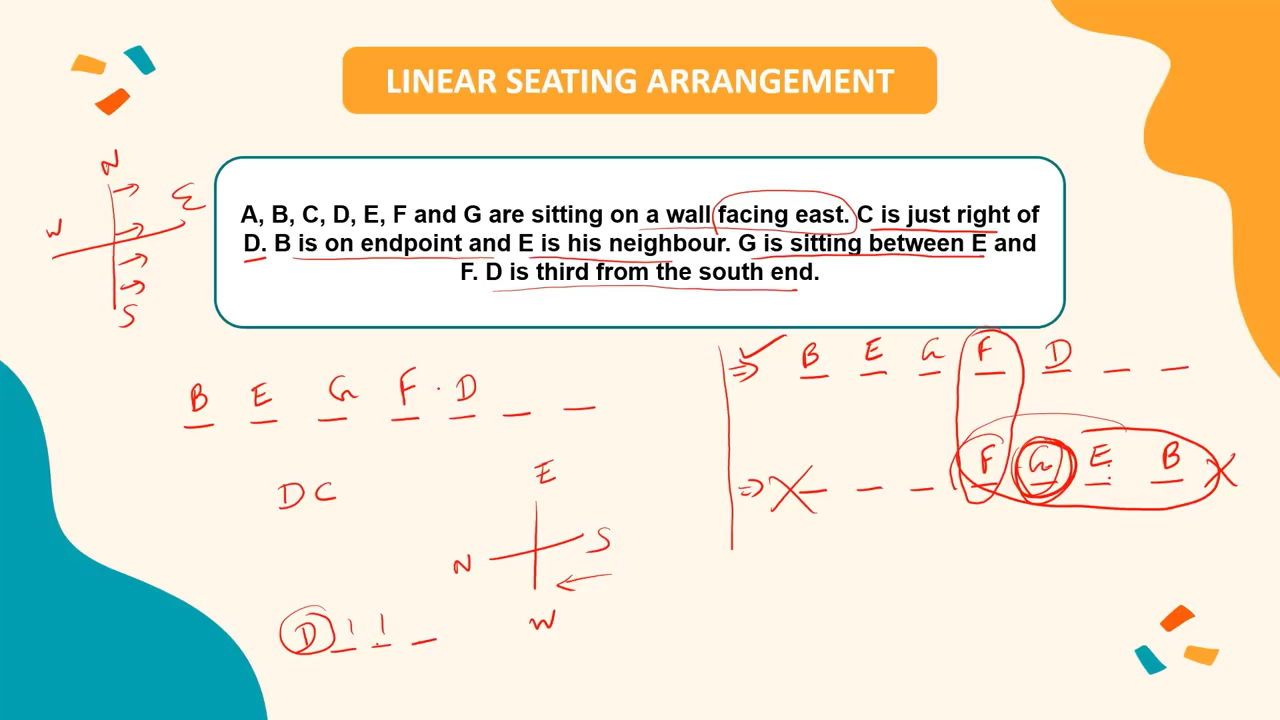 LINEAR SEATING ARRANGEMENT
N
E
W
S
A, B, C, D, E, F and G are sitting on a wall facing east. C is just right of
D. B is on endpoint and E is his neighbour. G is sitting between E and
F. D is third from the south end.
B E G F . D
D C
E
N S
W
D
B E G F D
F G E B